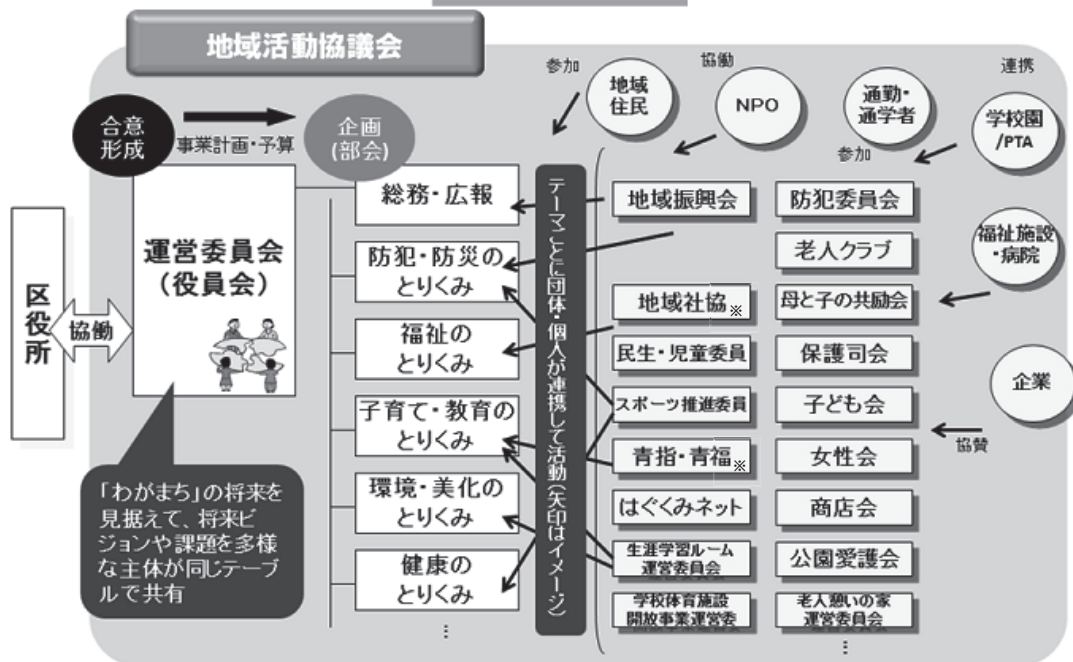 地域活動協議会
参加
地域
住民
協働
NPO
通勤・
通学者
参加
連携
学校園
/PTA
合意
形成
事業計画・予算
企画
(部会)
区役所
協働
運営委員会
(役員会)
総務・広報
防犯・防災の
とりくみ
福祉の
とりくみ
子育て・教育の
とりくみ
環境・美化の
とりくみ
健康の
とりくみ
…
テーマごとに団体・個人が連携して活動(矢印はイメージ)
地域振興会
防犯委員会
老人クラブ
地域社協※
母と子の共励会
民生・児童委員
保護司会
スポーツ推進委員
子ども会
青指・青福※
女性会
はぐくみネット
商店会
生涯学習ルーム
運営委員会
公園愛護会
学校体育施設
開放事業運営委
老人憩いの家
運営委員会
…
福祉施設
・病院
企業
協賛
「わがまち」の将来を
見据えて、将来ビ
ジョンや課題を多様
な主体が同じテーブ
ルで共有